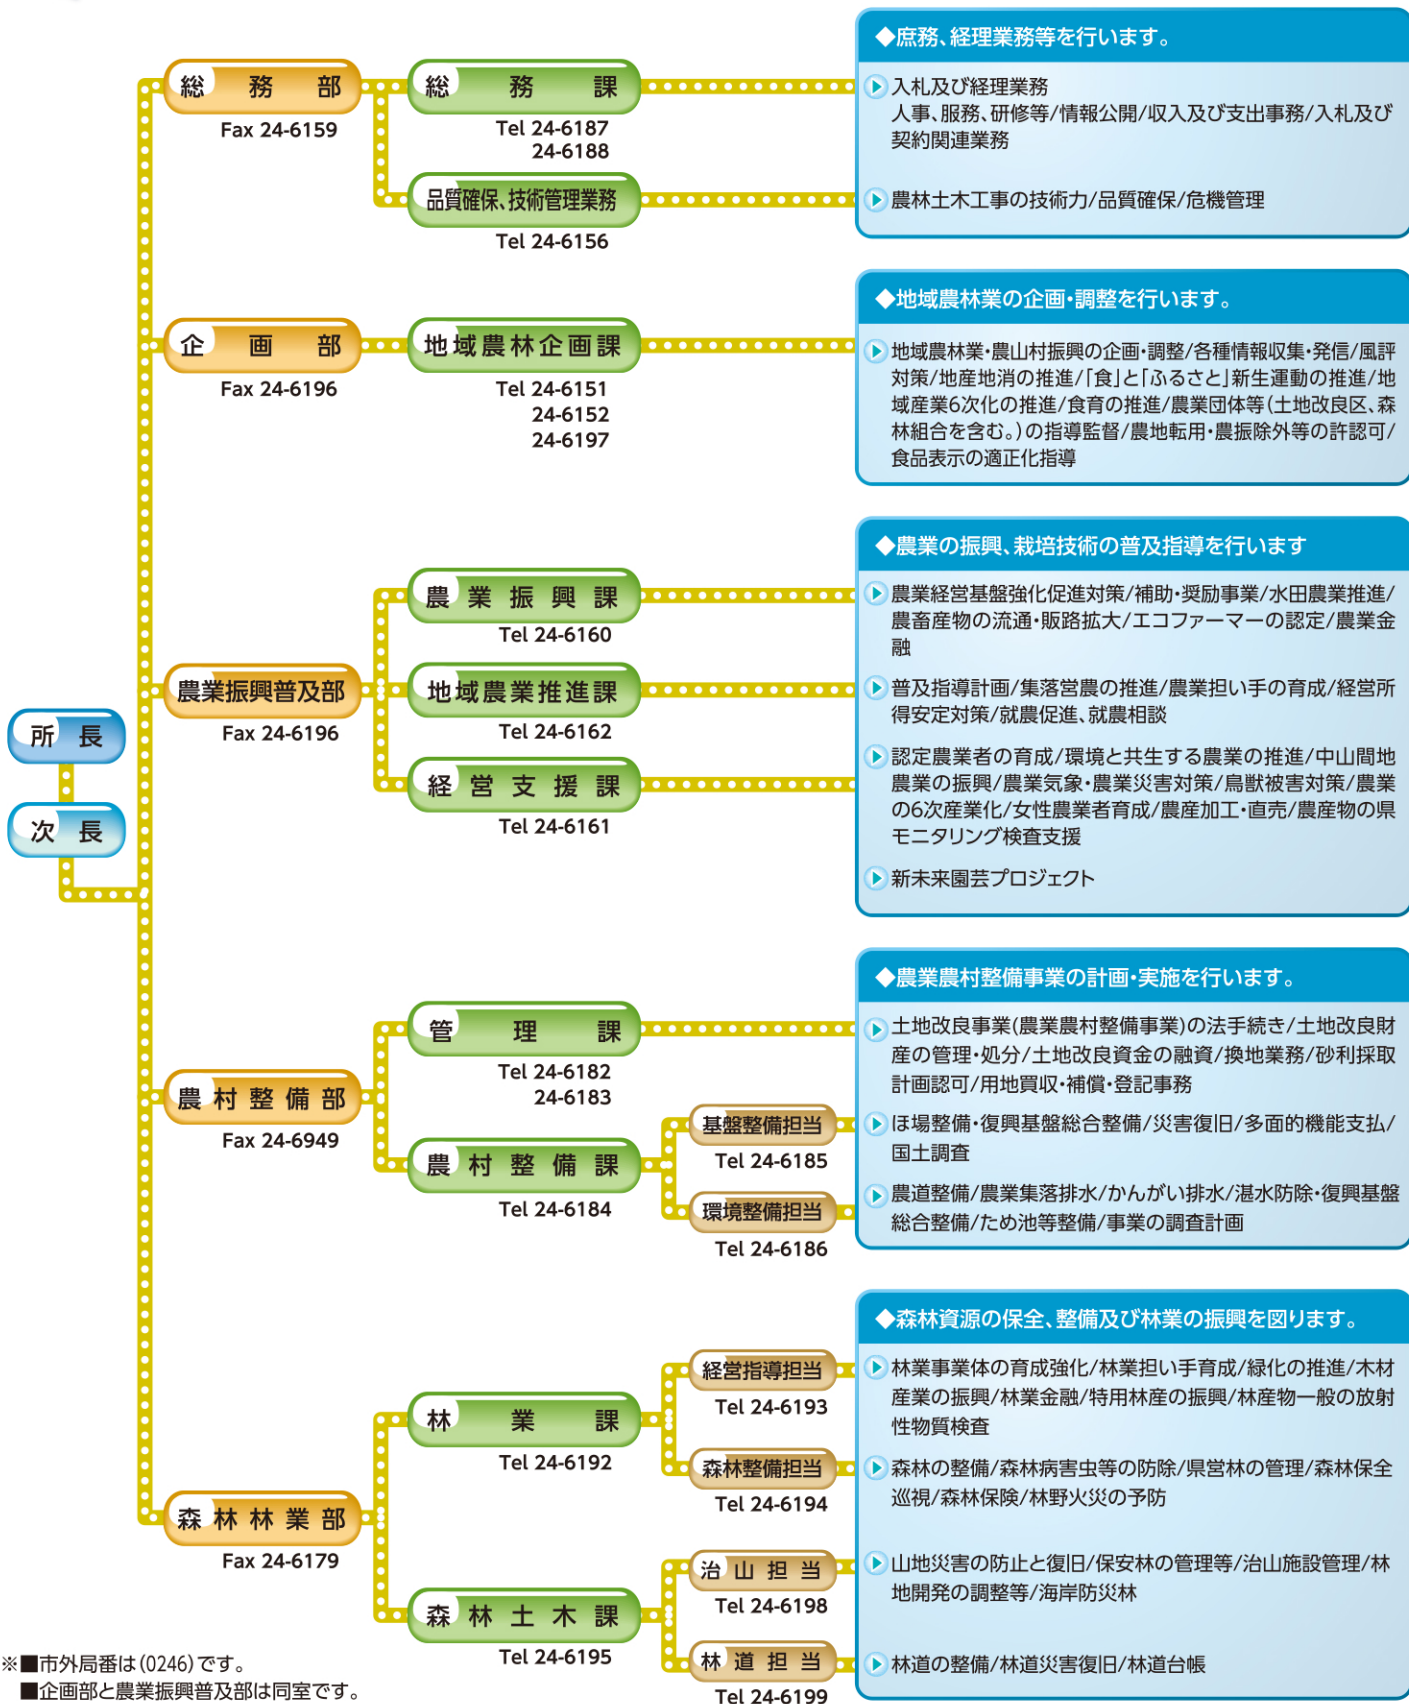 所長
次長
総務部
Fax 24-6159
総務課
Tel 24-6187
24-6188
品質確保、技術管理業務
Tel 24-6156
◆庶務、経理業務等を行います。
入札及び経理業務
人事、服務、研修等/情報公開/収入及び支出事務/入札及び
契約関連業務
農林土木工事の技術力/品質確保/危機管理
企画部
Fax 24-6196
地域農林企画課
Tel 24-6151
24-6152
24-6197
◆地域農林業の企画・調整を行います。
地域農林業・農山村振興の企画・調整/各種情報収集・発信/風評
対策/地産地消の推進/「食」と「ふるさと」新生運動の推進/地
域産業6次化の推進/食育の推進/農業団体等(土地改良区、森
林組合を含む。)の指導監督/農地転用・農振除外等の許認可/
食品表示の適正化指導
農業振興普及部
Fax 24-6196
農業振興課
Tel 24-6160
地域農業推進課
Tel 24-6162
経営支援課
Tel 24-6161
◆農業の振興、栽培技術の普及指導を行います
農業経営基盤強化促進対策/補助・奨励事業/水田農業推進/
農畜産物の流通・販路拡大/エコファーマーの認定/農業金
融
普及指導計画/集落営農の推進/農業担い手の育成/経営所
得安定対策/就農促進、就農相談
認定農業者の育成/環境と共生する農業の推進/中山間地
農業の振興/農業気象・農業災害対策/鳥獣被害対策/農業
の6次産業化/女性農業者育成/農産加工・直売/農産物の県
モニタリング検査支援
新未来園芸プロジェクト
農村整備部
Fax 24-6949
管理課
Tel 24-6182
24-6183
農村整備課
Tel 24-6184
基盤整備担当
Tel 24-6185
環境整備担当
Tel 24-6186
◆農業農村整備事業の計画・実施を行います。
土地改良事業(農業農村整備事業)の法手続き/土地改良財
産の管理・処分/土地改良資金の融資/換地業務/砂利採取
計画認可/用地買収・補償・登記事務
ほ場整備・復興基盤総合整備/災害復旧/多面的機能支払/
国土調査
農道整備/農業集落排水/かんがい排水/湛水防除・復興基盤
総合整備/ため池等整備/事業の調査計画
森林林業部
Fax 24-6179
林業課
Tel 24-6192
経営指導担当
Tel 24-6193
森林整備担当
Tel 24-6194
森林土木課
Tel 24-6195
治山担当
Tel 24-6198
林道担当
Tel 24-6199
◆森林資源の保全、整備及び林業の振興を図ります。
林業事業体の育成強化/林業担い手育成/緑化の推進/木材
産業の振興/林業金融/特用林産の振興/林産物一般の放射
性物質検査
森林の整備/森林病害虫等の防除/県営林の管理/森林保全
巡視/森林保険/林野火災の予防
山地災害の防止と復旧/保安林の管理等/治山施設管理/林
地開発の調整等/海岸防災林
林道の整備/林道災害復旧/林道台帳
※■市外局番は(0246)です。
■企画部と農業振興普及部は同室です。